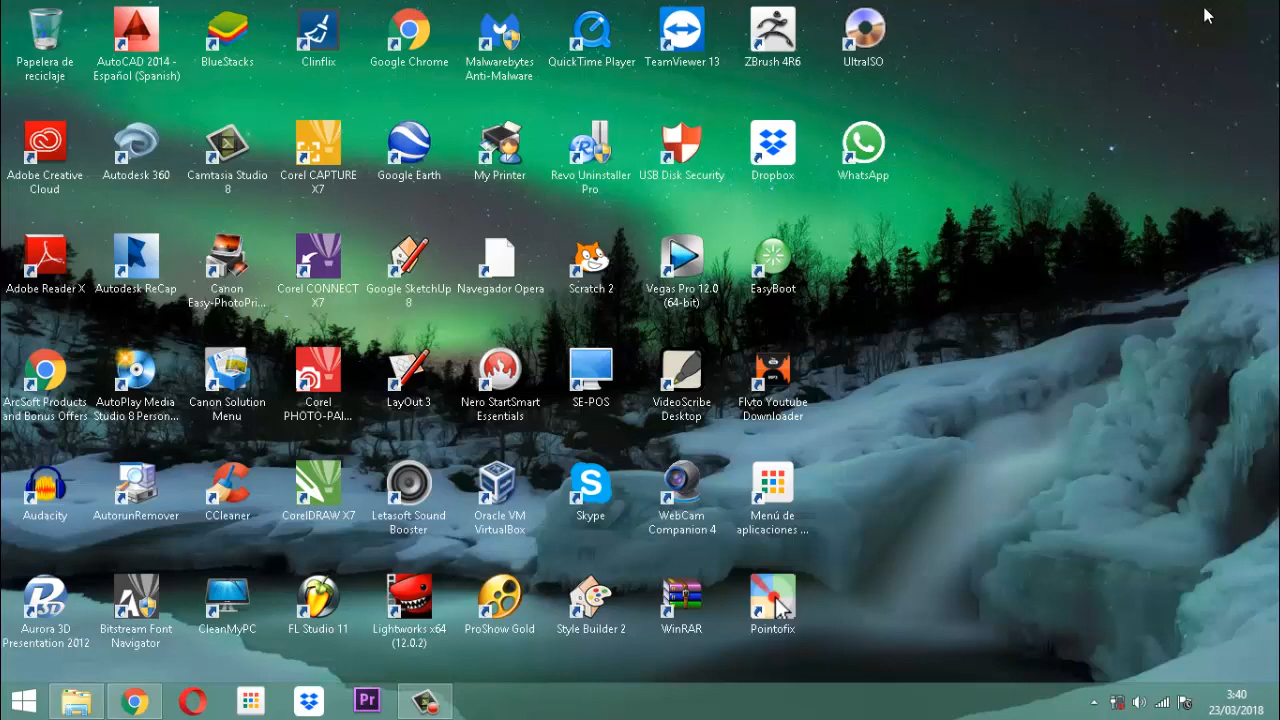 Papelera de
reciclaje
AutoCAD 2014 -
Español (Spanish)
BlueStacks
Clinflix
Google Chrome
Malwarebytes
Anti-Malware
QuickTime Player
TeamViewer 13
ZBrush 4R6
UltraISO
Adobe Creative
Cloud
Autodesk 360
Camtasia Studio
8
Corel CAPTURE
X7
Google Earth
My Printer
Revo Uninstaller
Pro
USB Disk Security
Dropbox
WhatsApp
Adobe Reader X
Autodesk ReCap
Canon
Easy-PhotoPri...
Corel CONNECT
X7
Google SketchUp
8
Navegador Opera
Scratch 2
Vegas Pro 12.0
(64-bit)
EasyBoot
ArcSoft Products
and Bonus Offers
AutoPlay Media
Studio 8 Person...
Canon Solution
Menu
Corel
PHOTO-PAI...
LayOut 3
Nero StartSmart
Essentials
SE-POS
VideoScribe
Desktop
Flvto Youtube
Downloader
Audacity
AutorunRemover
CCleaner
CorelDRAW X7
Letasoft Sound
Booster
Oracle VM
VirtualBox
Skype
WebCam
Companion 4
Menú de
aplicaciones ...
Aurora 3D
Presentation 2012
Bitstream Font
Navigator
CleanMyPC
FL Studio 11
Lightworks x64
(12.0.2)
ProShow Gold
Style Builder 2
WinRAR
Pointofix
Pr
3:40
23/03/2018